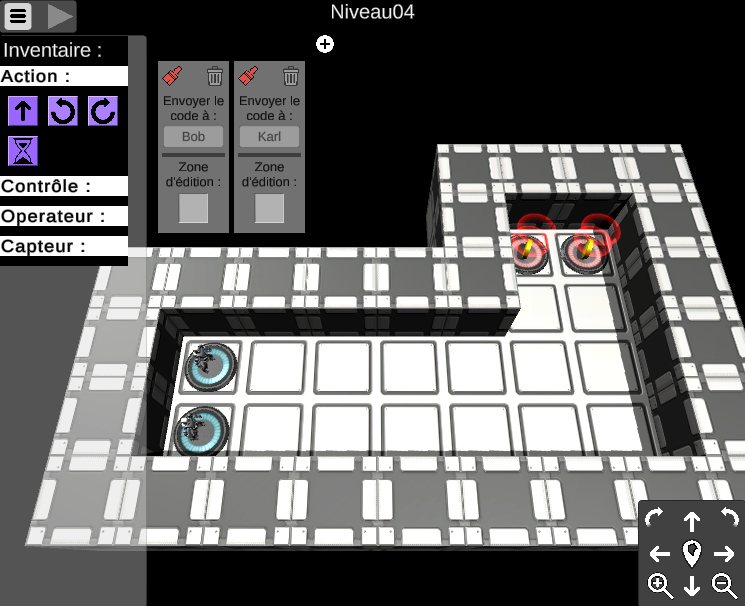 Niveau04
Inventaire :
Action :
Contrôle :
Operateur :
Capteur :
Envoyer le
code à :
Bob
Zone
d'édition :
Envoyer le
code à :
Karl
Zone
d'édition :